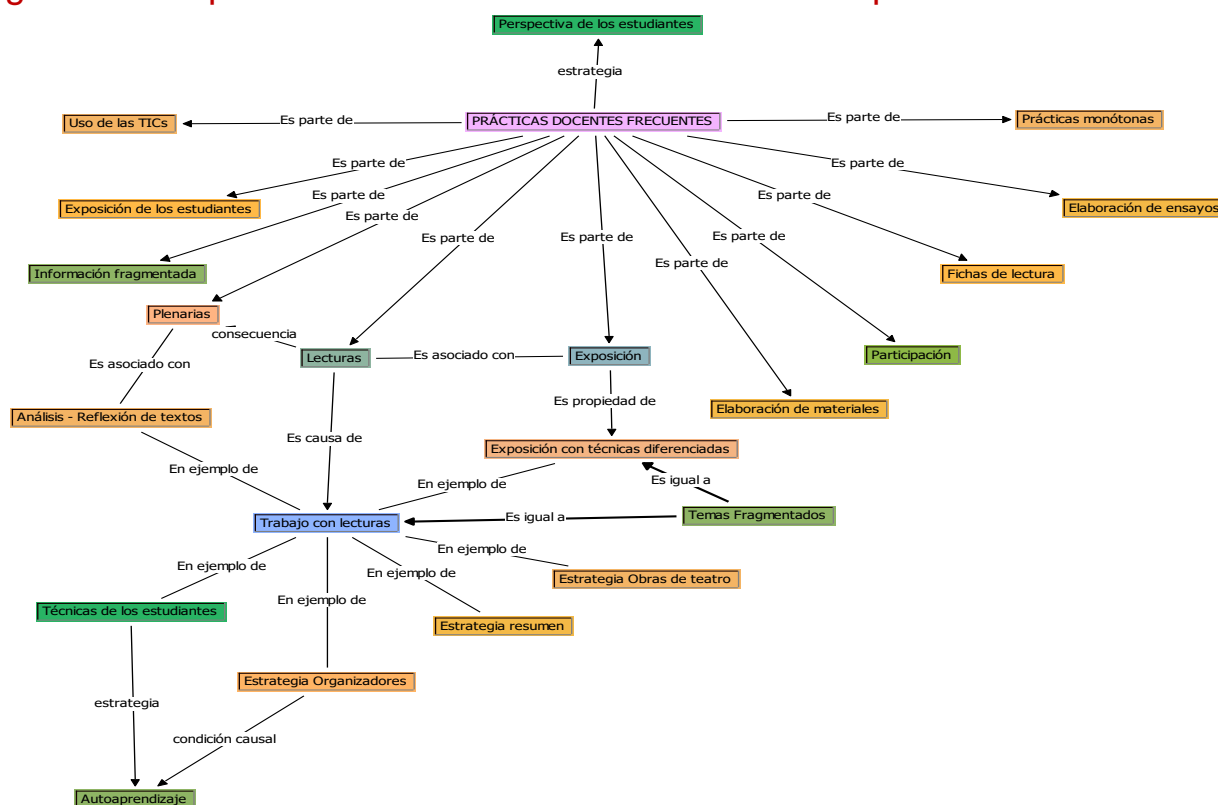 Perspectiva de los estudiantes
estrategia
Uso de las TICs
Es parte de
PRÁCTICAS DOCENTES FRECUENTES
Es parte de
Prácticas monótonas
Es parte de
Es parte de
Es parte de
Es parte de
Es parte de
Exposición de los estudiantes
Elaboración de ensayos
Es parte de
Es parte de
Es parte de
Es parte de
Información fragmentada
Fichas de lectura
Plenarias
consecuencia
Lecturas
Es asociado con
Exposición
Participación
Es asociado con
Es propiedad de
Elaboración de materiales
Análisis - Reflexión de textos
Es causa de
Exposición con técnicas diferenciadas
En ejemplo de
En ejemplo de
Es igual a
Trabajo con lecturas
Es igual a
Temas Fragmentados
En ejemplo de
En ejemplo de
En ejemplo de
Estrategia Obras de teatro
En ejemplo de
Técnicas de los estudiantes
Estrategia resumen
Estrategia Organizadores
estrategia
condición causal
Autoaprendizaje